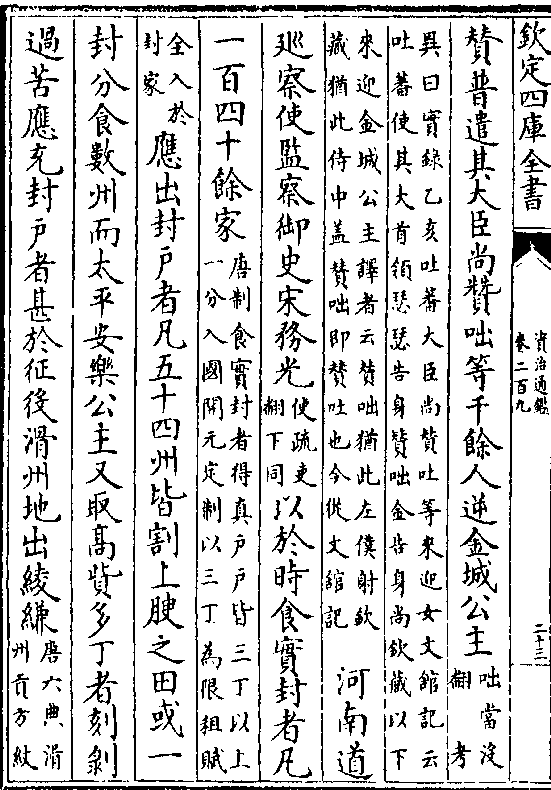 欽定四庫全書
資治通鑑
卷二百九
二十三
贊普遣其大臣尚贊咄等千餘人逆金城公主
咄當沒
翻考
異曰實錄乙亥吐蕃大臣尚贊吐等來迎女文館記云
吐蕃使其大首領瑟瑟告身贊咄金告身尚欽藏以下
來迎金城公主譯者云贊咄猶此左僕射欽
藏猶此侍中盖贊咄即贊吐也今從文館記
河南道
廵察使監察御史宋務光
使疏吏
翻下同
以於時食實封者凡
一百四十餘家
唐制食實封者得真戶戶皆三丁以上
一分入國開元定制以三丁為限租賦
全入於
封家
應出封戶者凡五十四州皆割上腴之田或一
封分食數州而太平安樂公主又取髙貲多丁者刻剝
過苦應充封戶者甚於征役滑州地出綾縑
唐六典滑
州貢方紋